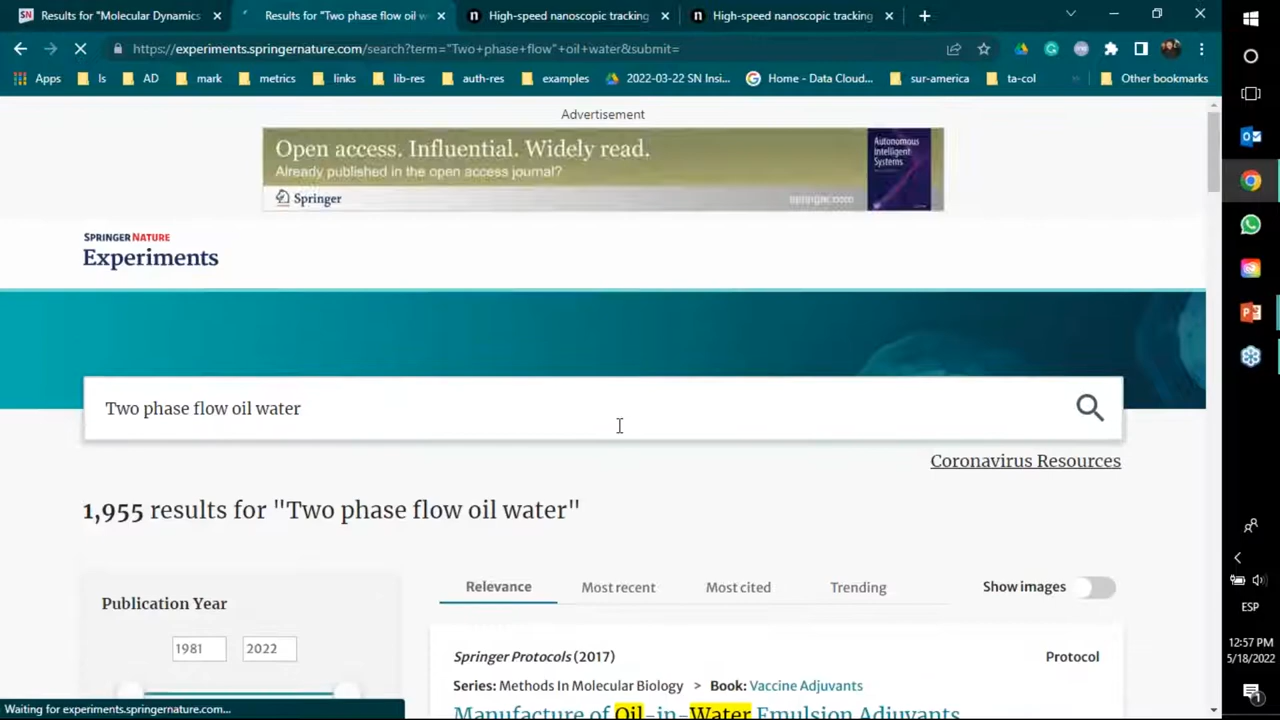 Results for "Molecular Dynamics
Results for "Two phase flow oil w
High-speed nanoscopic tracking
High-speed nanoscopic tracking
https://experiments.springernature.com/search?term="Two+phase+flow"+oil+water&submit=
Apps ls AD mark metrics links lib-res auth-res examples 2022-03-22 SN Insi... Home - Data Cloud... sur-america ta-col » Other bookmarks
Advertisement
Open access. Influential. Widely read.
Already published in the open access journal?
Springer
Autonomous
Intelligent
Systems
SPRINGER NATURE
Experiments
Two phase flow oil water
Coronavirus Resources
1,955 results for "Two phase flow oil water"
Publication Year
1981 2022
Relevance Most recent Most cited Trending Show images
Springer Protocols (2017) Protocol
Series: Methods In Molecular Biology > Book: Vaccine Adjuvants
Manufacture of Oil-in-Water Emulsion Adjuvants
Waiting for experiments.springernature.com...
ESP
12:57 PM
5/18/2022